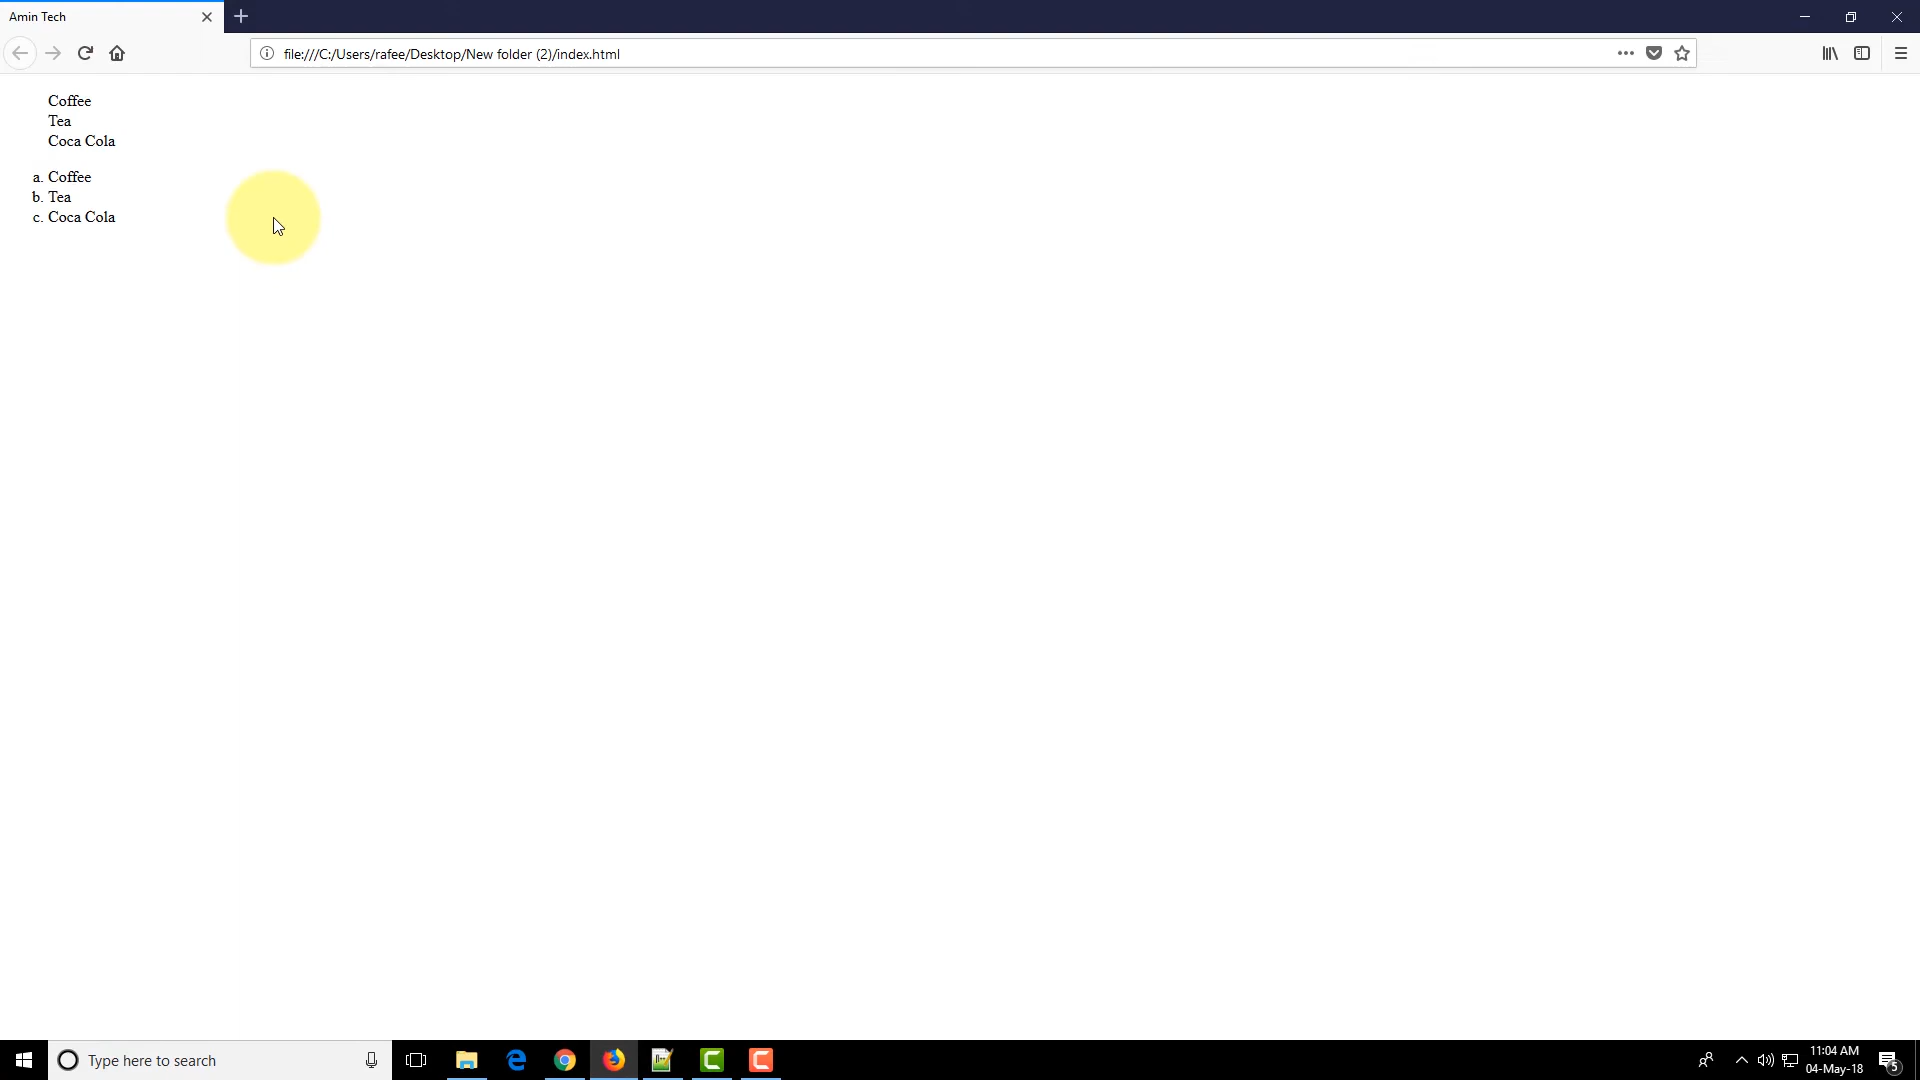 Amin Tech
file:///C:/Users/rafee/Desktop/New folder (2)/index.html
Coffee
Tea
Coca Cola
a. Coffee
b. Tea
c. Coca Cola
Type here to search
11:04 AM
04-May-18
5